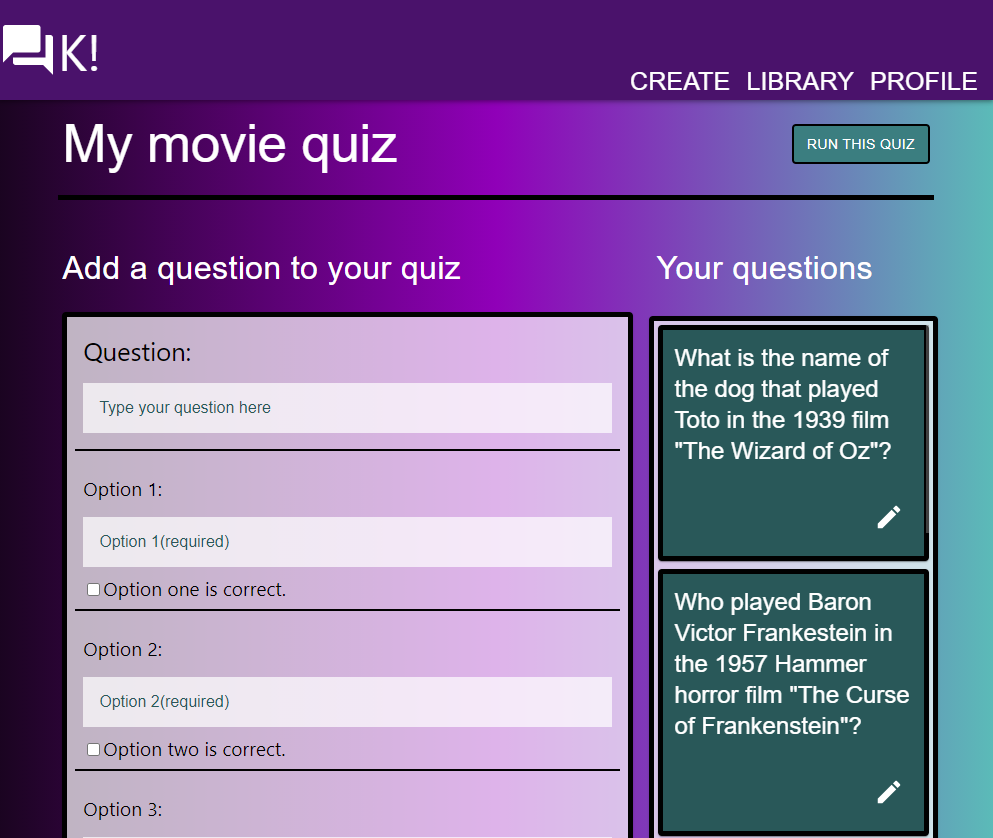 K!
CREATE LIBRARY PROFILE
My movie quiz
RUN THIS QUIZ
Add a question to your quiz
Question:
Type your question here
Option 1:
Option 1(required)
Option one is correct.
Option 2:
Option 2(required)
Option two is correct.
Option 3:
Your questions
What is the name of
the dog that played
Toto in the 1939 film
"The Wizard of Oz"?
Who played Baron
Victor Frankestein in
the 1957 Hammer
horror film "The Curse
of Frankenstein"?